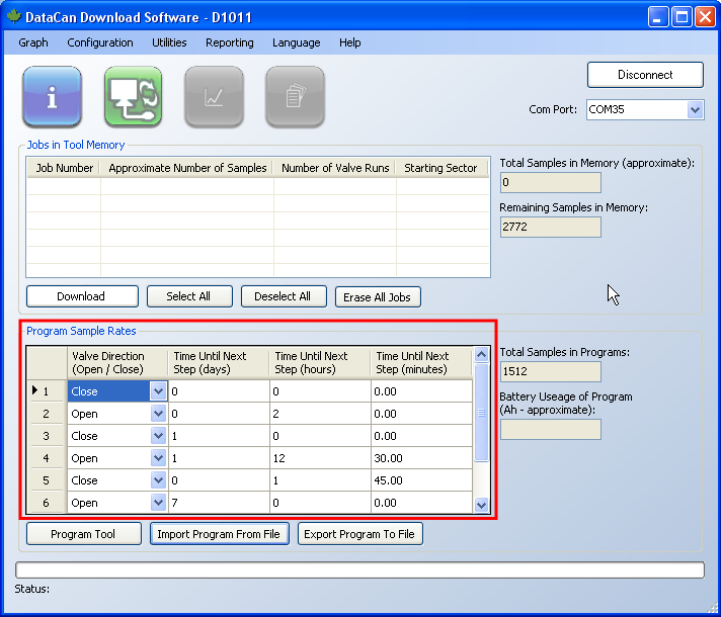 DataCan Download Software - D1011
Graph Configuration Utilities Reporting Language Help
Disconnect
Com Port: COM35
Jobs in Tool Memory
Job Number Approximate Number of Samples Number of Valve Runs Starting Sector
Total Samples in Memory (approximate):
0
Remaining Samples in Memory:
2772
Download Select All Deselect All Erase All Jobs
Program Sample Rates
Valve Direction (Open / Close) Time Until Next Step (days) Time Until Next Step (hours) Time Until Next Step (minutes)
1 Close 0 0 0.00
2 Open 0 2 0.00
3 Close 1 0 0.00
4 Open 1 12 30.00
5 Close 0 1 45.00
6 Open 7 0 0.00
Total Samples in Programs:
1512
Battery Useage of Program
(Ah - approximate):
Program Tool Import Program From File Export Program To File
Status: